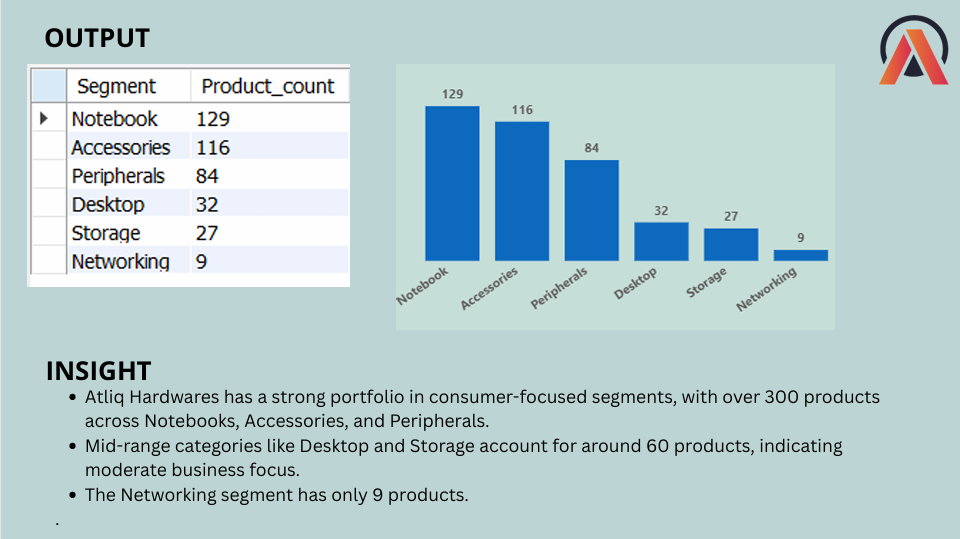 OUTPUT
Segment Product_count
Notebook 129
Accessories 116
Peripherals 84
Desktop 32
Storage 27
Networking 9
129
116
84
32
27
9
Notebook
Accessories
Peripherals
Desktop
Storage
Networking
INSIGHT
• Atliq Hardwares has a strong portfolio in consumer-focused segments, with over 300 products
across Notebooks, Accessories, and Peripherals.
• Mid-range categories like Desktop and Storage account for around 60 products, indicating
moderate business focus.
• The Networking segment has only 9 products.
.